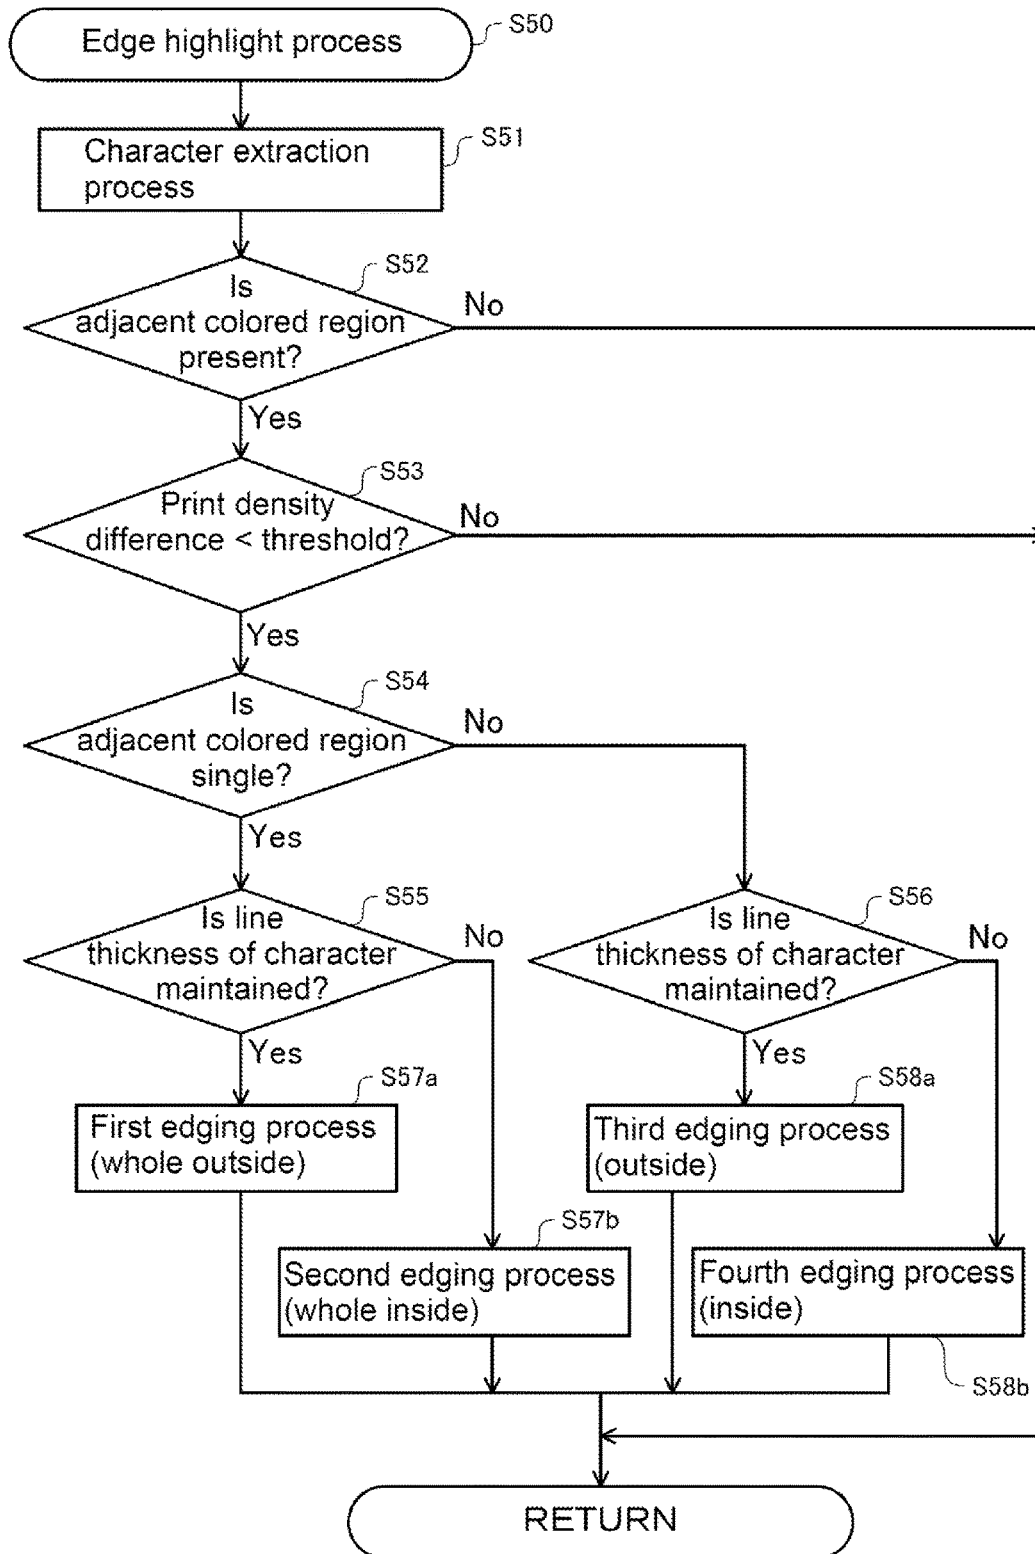 Edge highlight process
S50
Character extraction
process
S51
S52
Is
adjacent colored region
present?
No
Yes
S53
Print density
difference < threshold?
No
Yes
S54
Is
adjacent colored region
single?
No
Yes
S55
Is line
thickness of character
maintained?
No
Yes
S56
Is line
thickness of character
maintained?
No
Yes
S57a
First edging process
(whole outside)
S58a
Third edging process
(outside)
S57b
Second edging process
(whole inside)
Fourth edging process
(inside)
S58b
RETURN